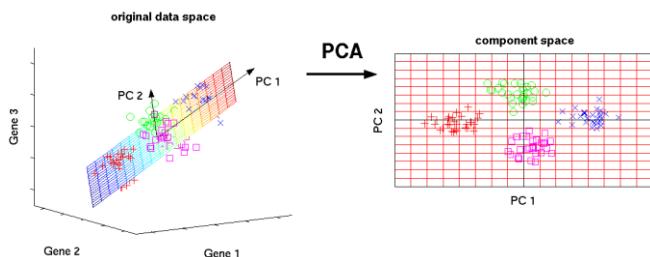 original data space
PCA
component space
PC 1
PC 2
Gene 3
PC 2
Gene 2
Gene 1
PC 1